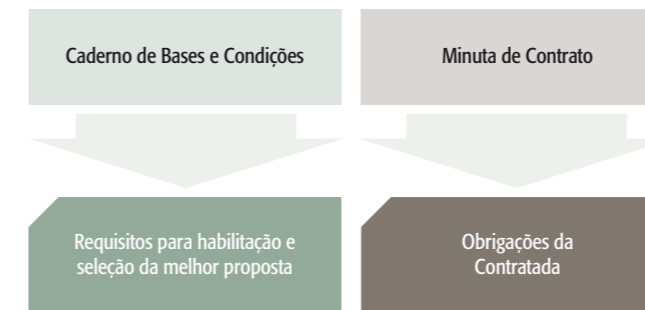 Caderno de Bases e Condições
Minuta de Contrato
Requisitos para habilitação e
seleção da melhor proposta
Obrigações da
Contratada